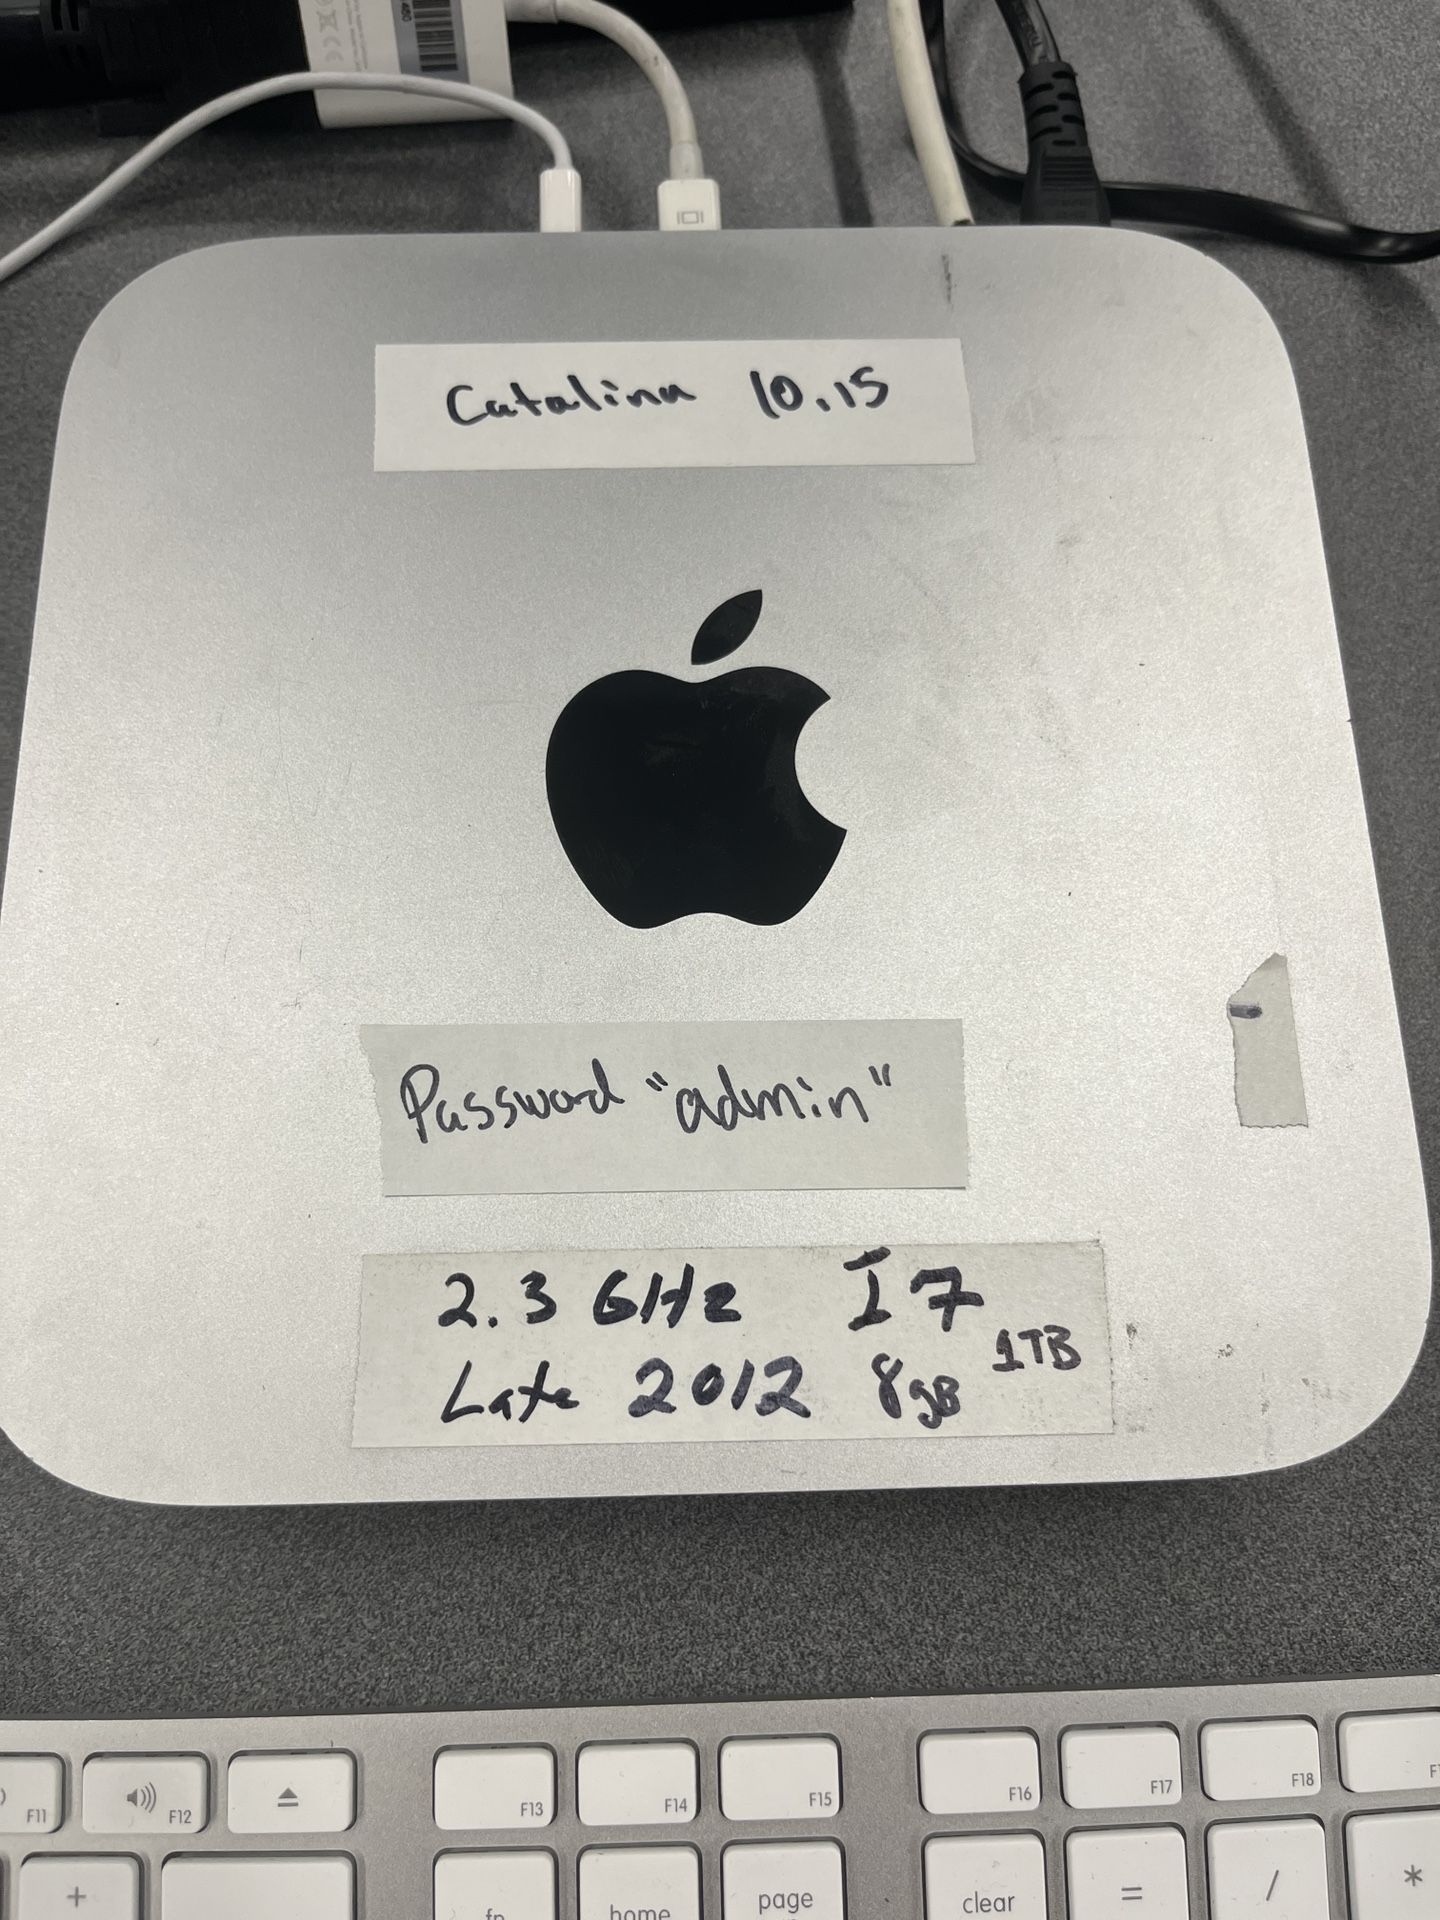 Catalina 10.15
Password "admin"
2.3 GHz I7
Late 2012 8gB 1TB
F11 F12 F13 F14 F15 F16 F17 F18
+ fn home page clear = / *